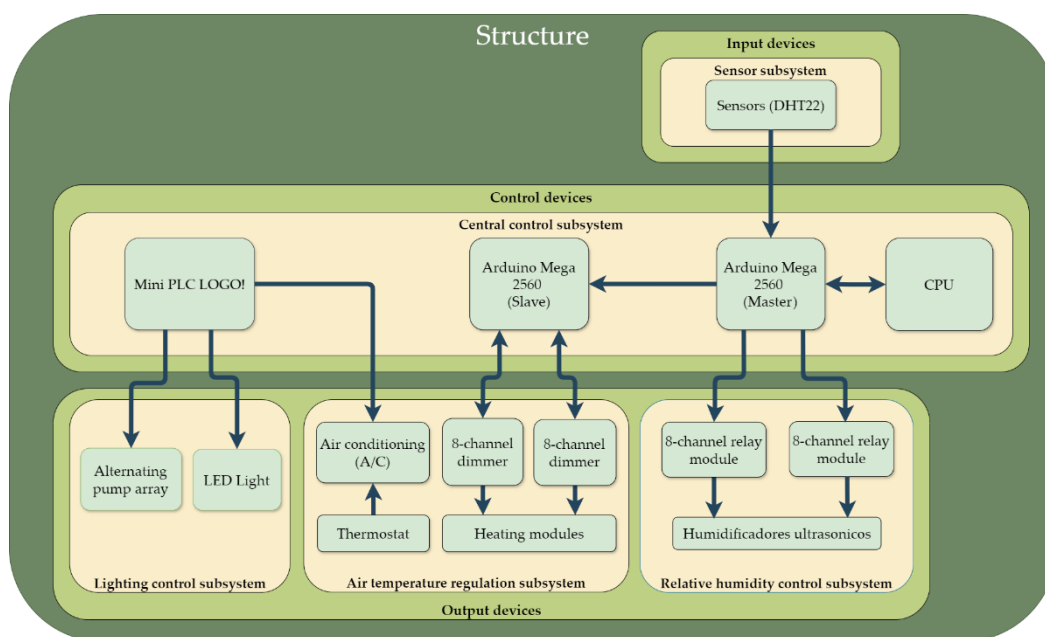 Structure
Input devices
Sensor subsystem
Sensors (DHT22)
Control devices
Central control subsystem
Mini PLC LOGO!
Arduino Mega
2560
(Slave)
Arduino Mega
2560
(Master)
CPU
Alternating
pump array
LED Light
Lighting control subsystem
Air conditioning
(A/C)
8-channel
dimmer
8-channel
dimmer
Thermostat
Heating modules
Air temperature regulation subsystem
8-channel relay
module
8-channel relay
module
Humidificadores ultrasonicos
Relative humidity control subsystem
Output devices